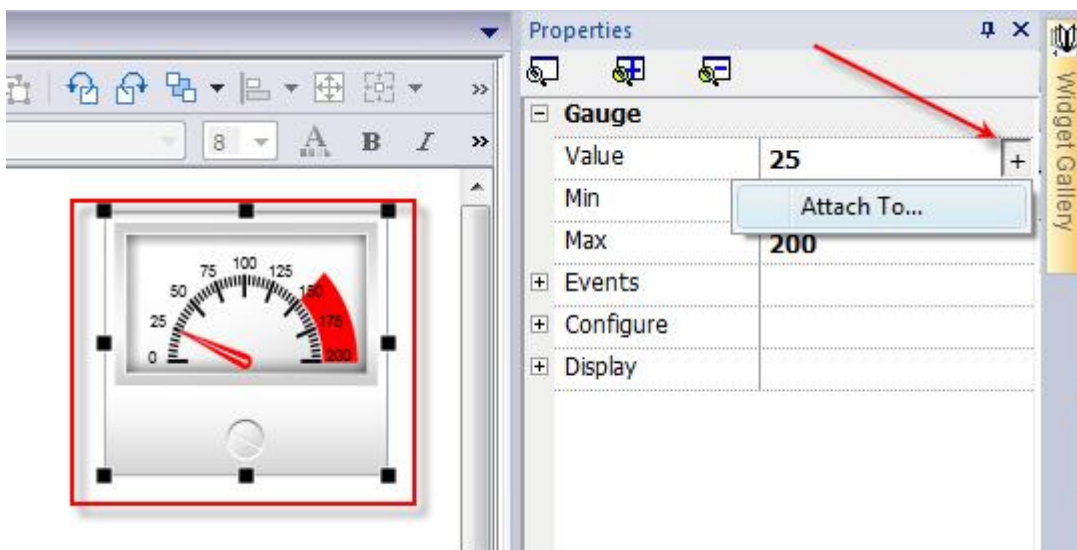 Properties
8 A B I
Gauge
Value 25 +
Attach To...
Min
Max 200
Events
Configure
Display
Widget Gallery
0 25 50 75 100 125 150 175 200